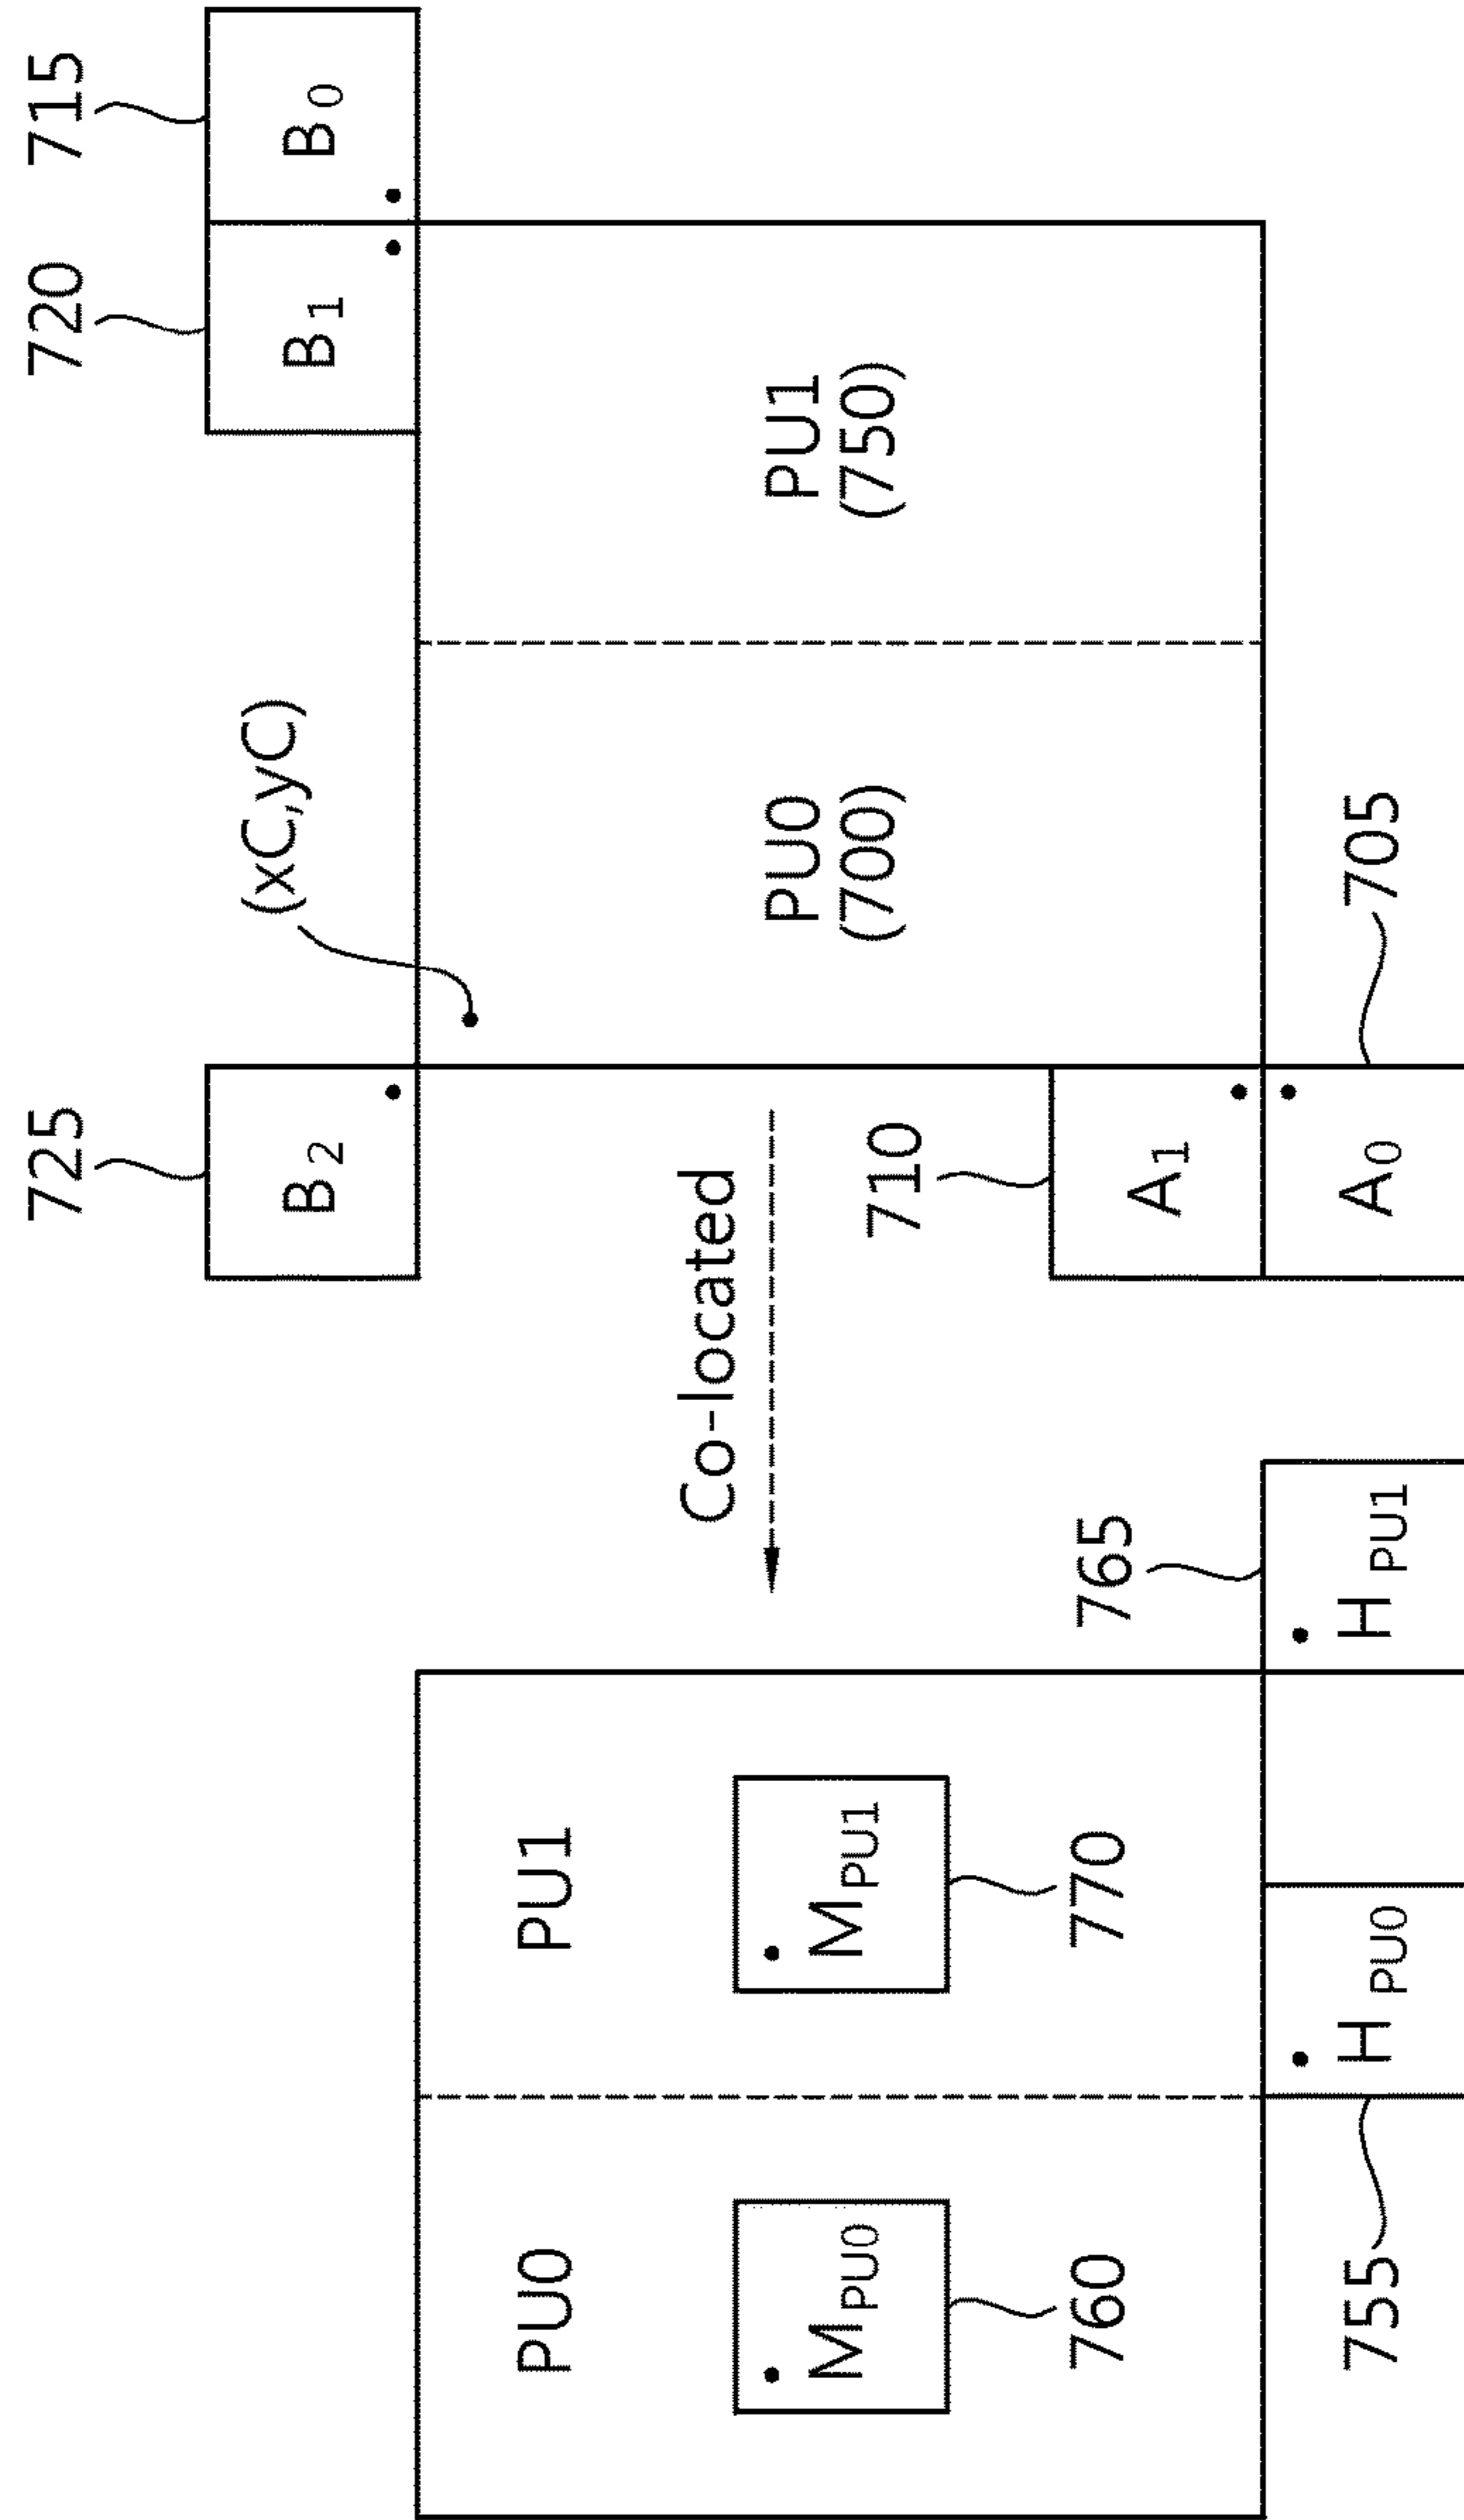 725
720
715
(xC,yC)
B2
B1
B0
PU0
PU1
Co-located
PU0
(700)
PU1
(750)
MPU0
MPU1
710
760
770
765
A1
755
HPU0
HPU1
A0
705